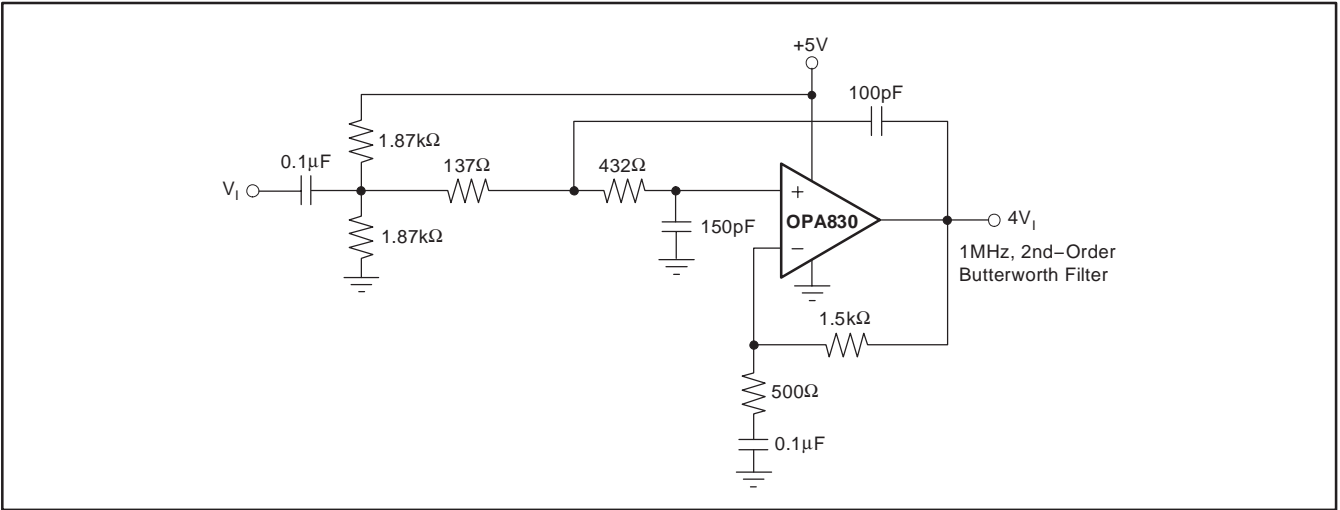 +5V
100pF
1.87kΩ
0.1μF
137Ω
432Ω
V_I
+
OPA830
4V_I
150pF
−
1.87kΩ
1MHz, 2nd−Order
Butterworth Filter
1.5kΩ
500Ω
0.1μF